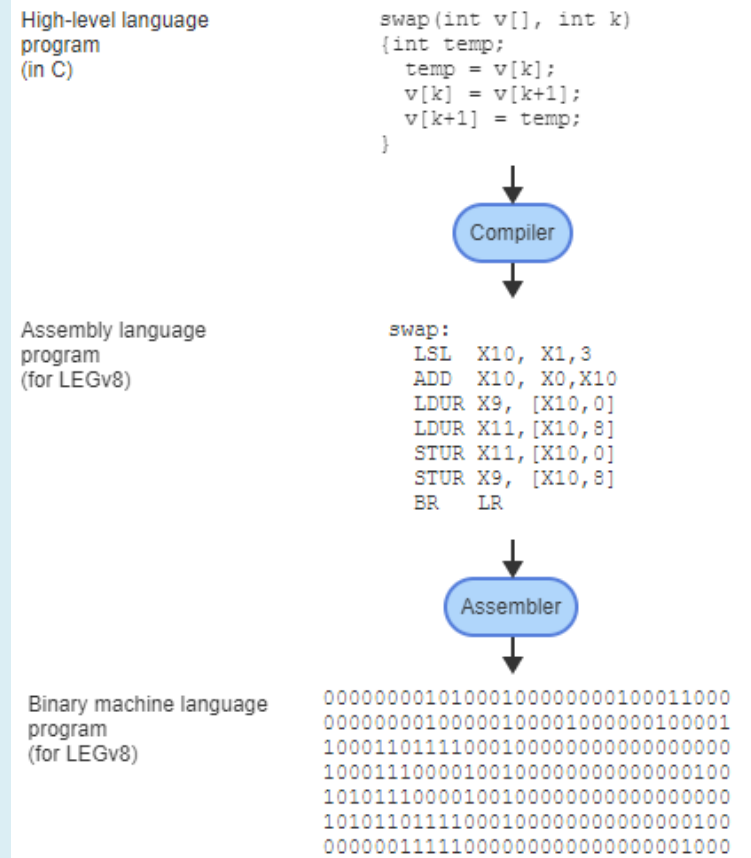 High-level language
program
(in C)
swap(int v[], int k)
{int temp;
temp = v[k];
v[k] = v[k+1];
v[k+1] = temp;
}
Compiler
Assembly language
program
(for LEGv8)
swap:
LSL X10, X1,3
ADD X10, X0,X10
LDUR X9, [X10,0]
LDUR X11,[X10,8]
STUR X11,[X10,0]
STUR X9, [X10,8]
BR LR
Assembler
Binary machine language
program
(for LEGv8)
00000000101000100000000100011000
00000000100000100001000000100001
10001101111000100000000000000000
10001110000100100000000000000100
10101110000100100000000000000000
10101101111000100000000000000100
00000011111000000000000000001000